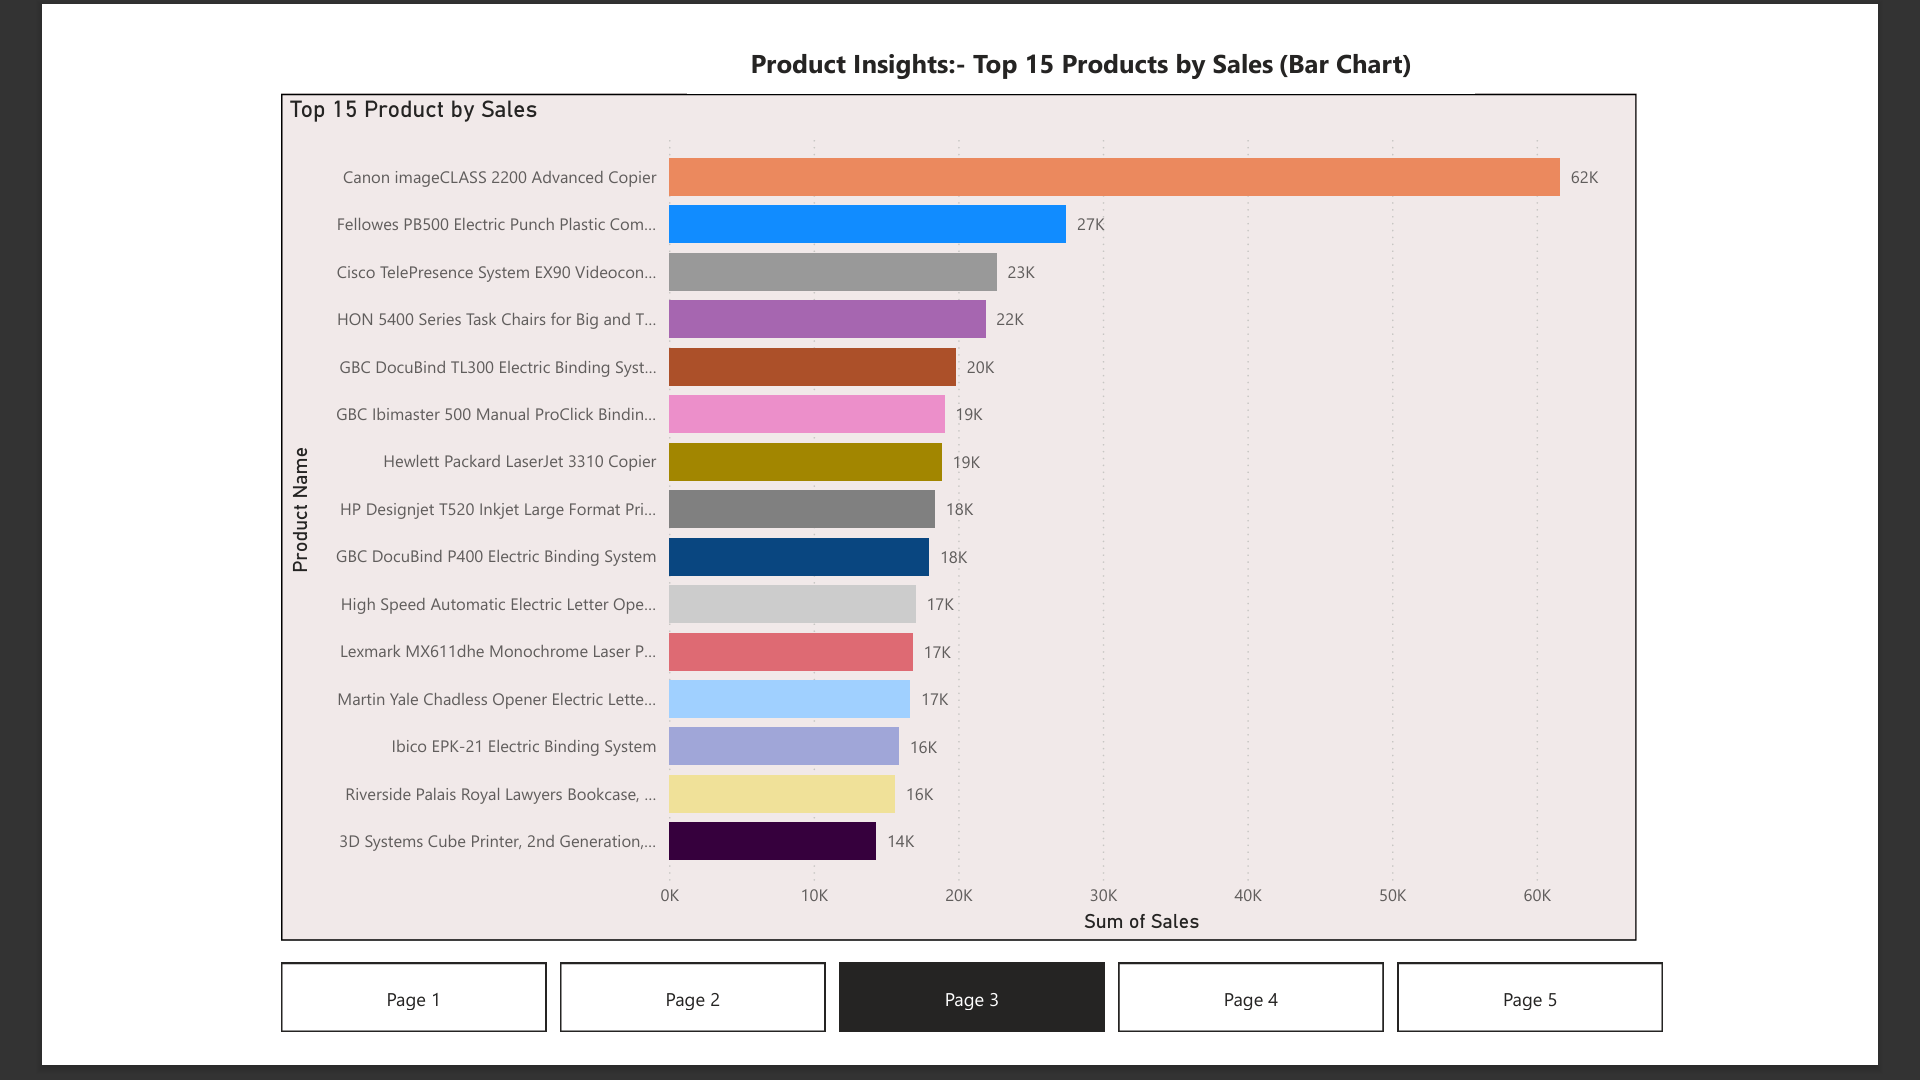 Product Insights:- Top 15 Products by Sales (Bar Chart)
Top 15 Product by Sales
Product Name
Canon imageCLASS 2200 Advanced Copier 62K
Fellowes PB500 Electric Punch Plastic Com... 27K
Cisco TelePresence System EX90 Videocon... 23K
HON 5400 Series Task Chairs for Big and T... 22K
GBC DocuBind TL300 Electric Binding Syst... 20K
GBC Ibimaster 500 Manual ProClick Bindin... 19K
Hewlett Packard LaserJet 3310 Copier 19K
HP Designjet T520 Inkjet Large Format Pri... 18K
GBC DocuBind P400 Electric Binding System 18K
High Speed Automatic Electric Letter Ope... 17K
Lexmark MX611dhe Monochrome Laser P... 17K
Martin Yale Chadless Opener Electric Lette... 17K
Ibico EPK-21 Electric Binding System 16K
Riverside Palais Royal Lawyers Bookcase, ... 16K
3D Systems Cube Printer, 2nd Generation,... 14K
0K 10K 20K 30K 40K 50K 60K
Sum of Sales
Page 1 Page 2 Page 3 Page 4 Page 5